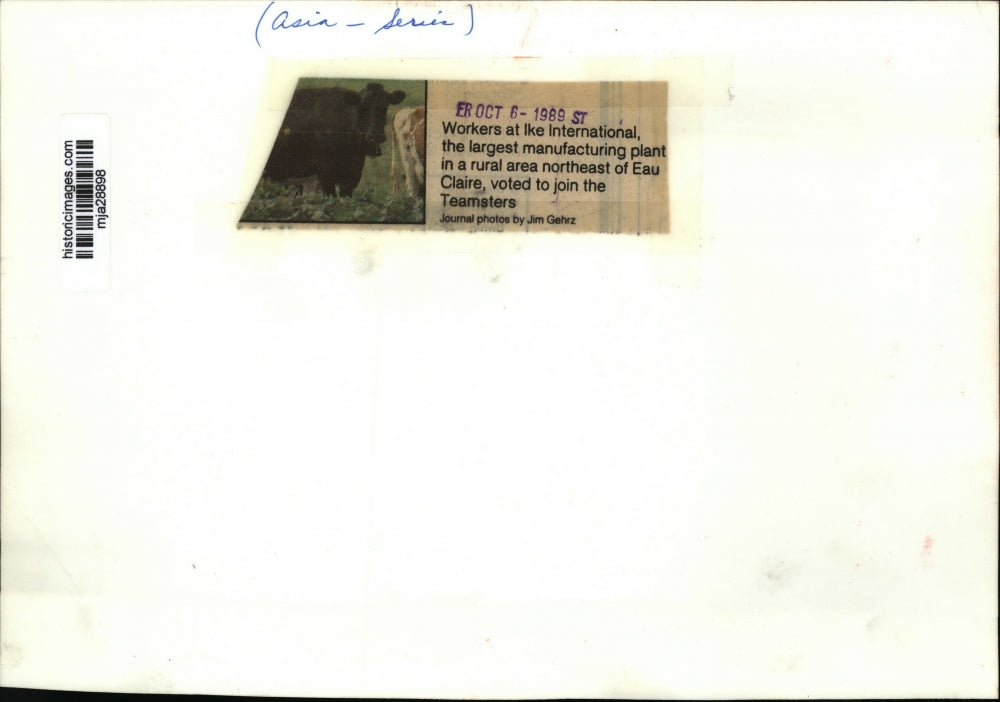 (Asia - Series)
FR OCT 6 - 1989 ST
Workers at Ike International,
the largest manufacturing plant
in a rural area northeast of Eau
Claire, voted to join the
Teamsters
Journal photos by Jim Gehrz
historicimages.com
mja28898